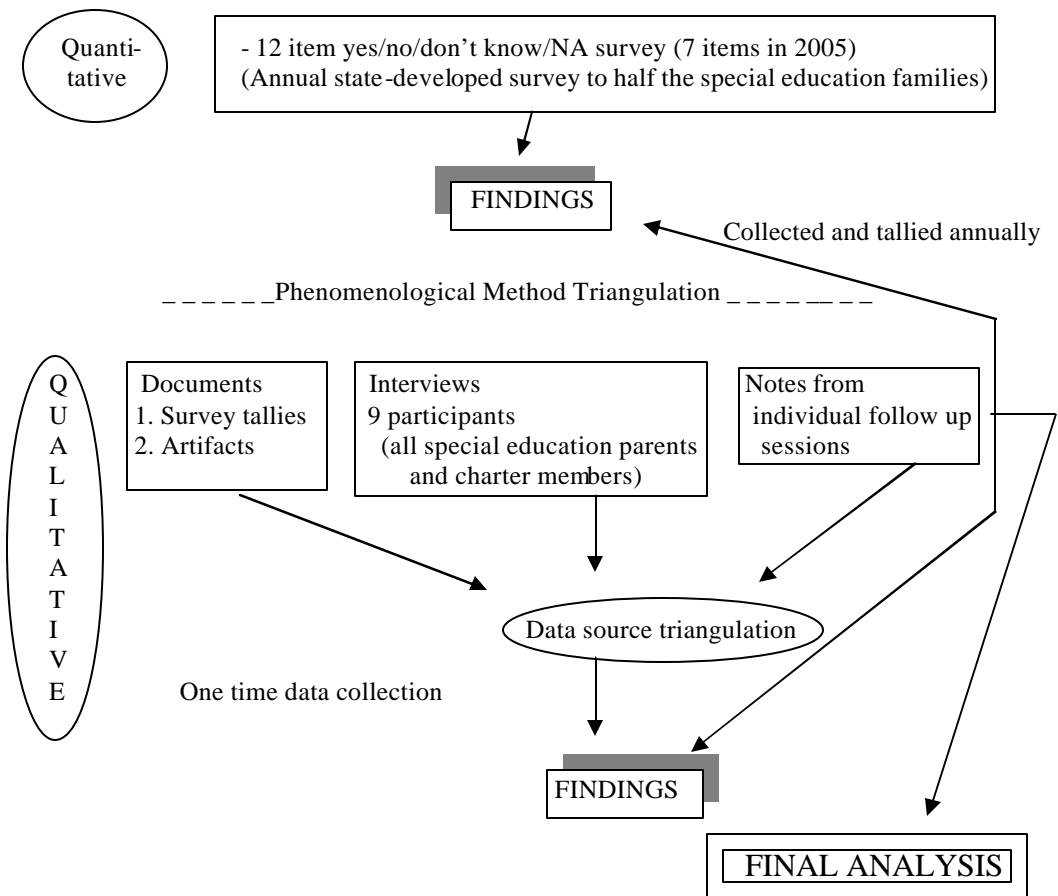 Quanti-
tative
- 12 item yes/no/don’t know/NA survey (7 items in 2005)
(Annual state-developed survey to half the special education families)
FINDINGS
Collected and tallied annually
_ _ _ _ _ _Phenomenological Method Triangulation _ _ _ _ _ _ _ _
Q
U
A
L
I
T
A
T
I
V
E
Documents
1. Survey tallies
2. Artifacts
Interviews
9 participants
(all special education parents
and charter members)
Notes from
individual follow up
sessions
Data source triangulation
One time data collection
FINDINGS
FINAL ANALYSIS